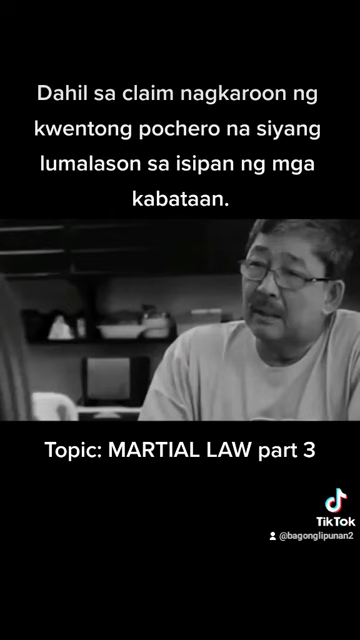 Dahil sa claim nagkaroon ng
kwentong pochero na siyang
lumalason sa isipan ng mga
kabataan.
Topic: MARTIAL LAW part 3
TikTok
@bagonglipunan2